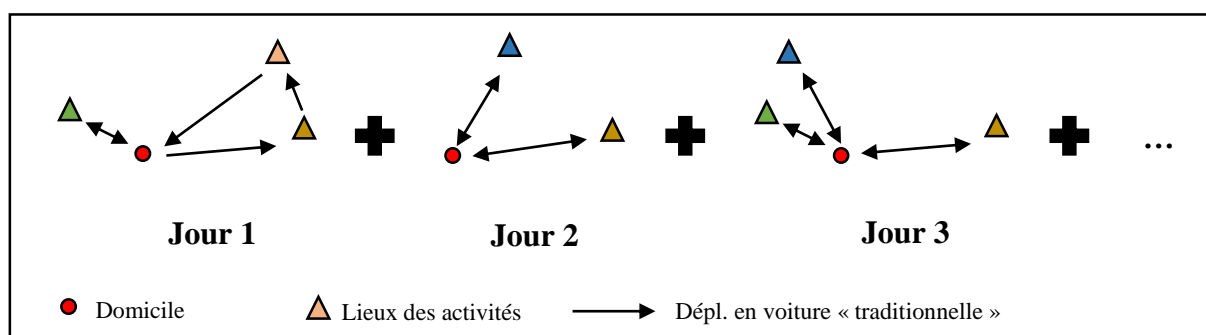 ...
Jour 1 Jour 2 Jour 3
Domicile Lieux des activités Dépl. en voiture « traditionnelle »